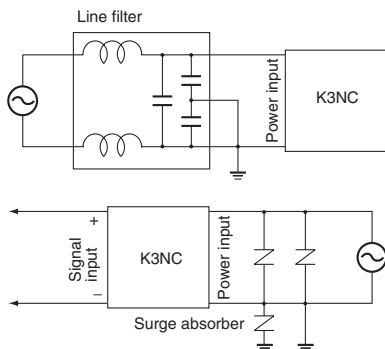 Line filter
Power input
K3NC
+
Signal
input
–
K3NC
Power input
Surge absorber